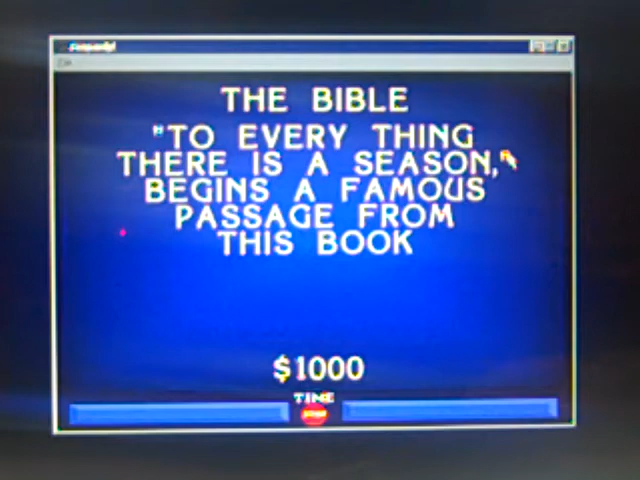 THE BIBLE
"TO EVERY THING
THERE IS A SEASON,"
BEGINS A FAMOUS
PASSAGE FROM
THIS BOOK
$1000
TIME